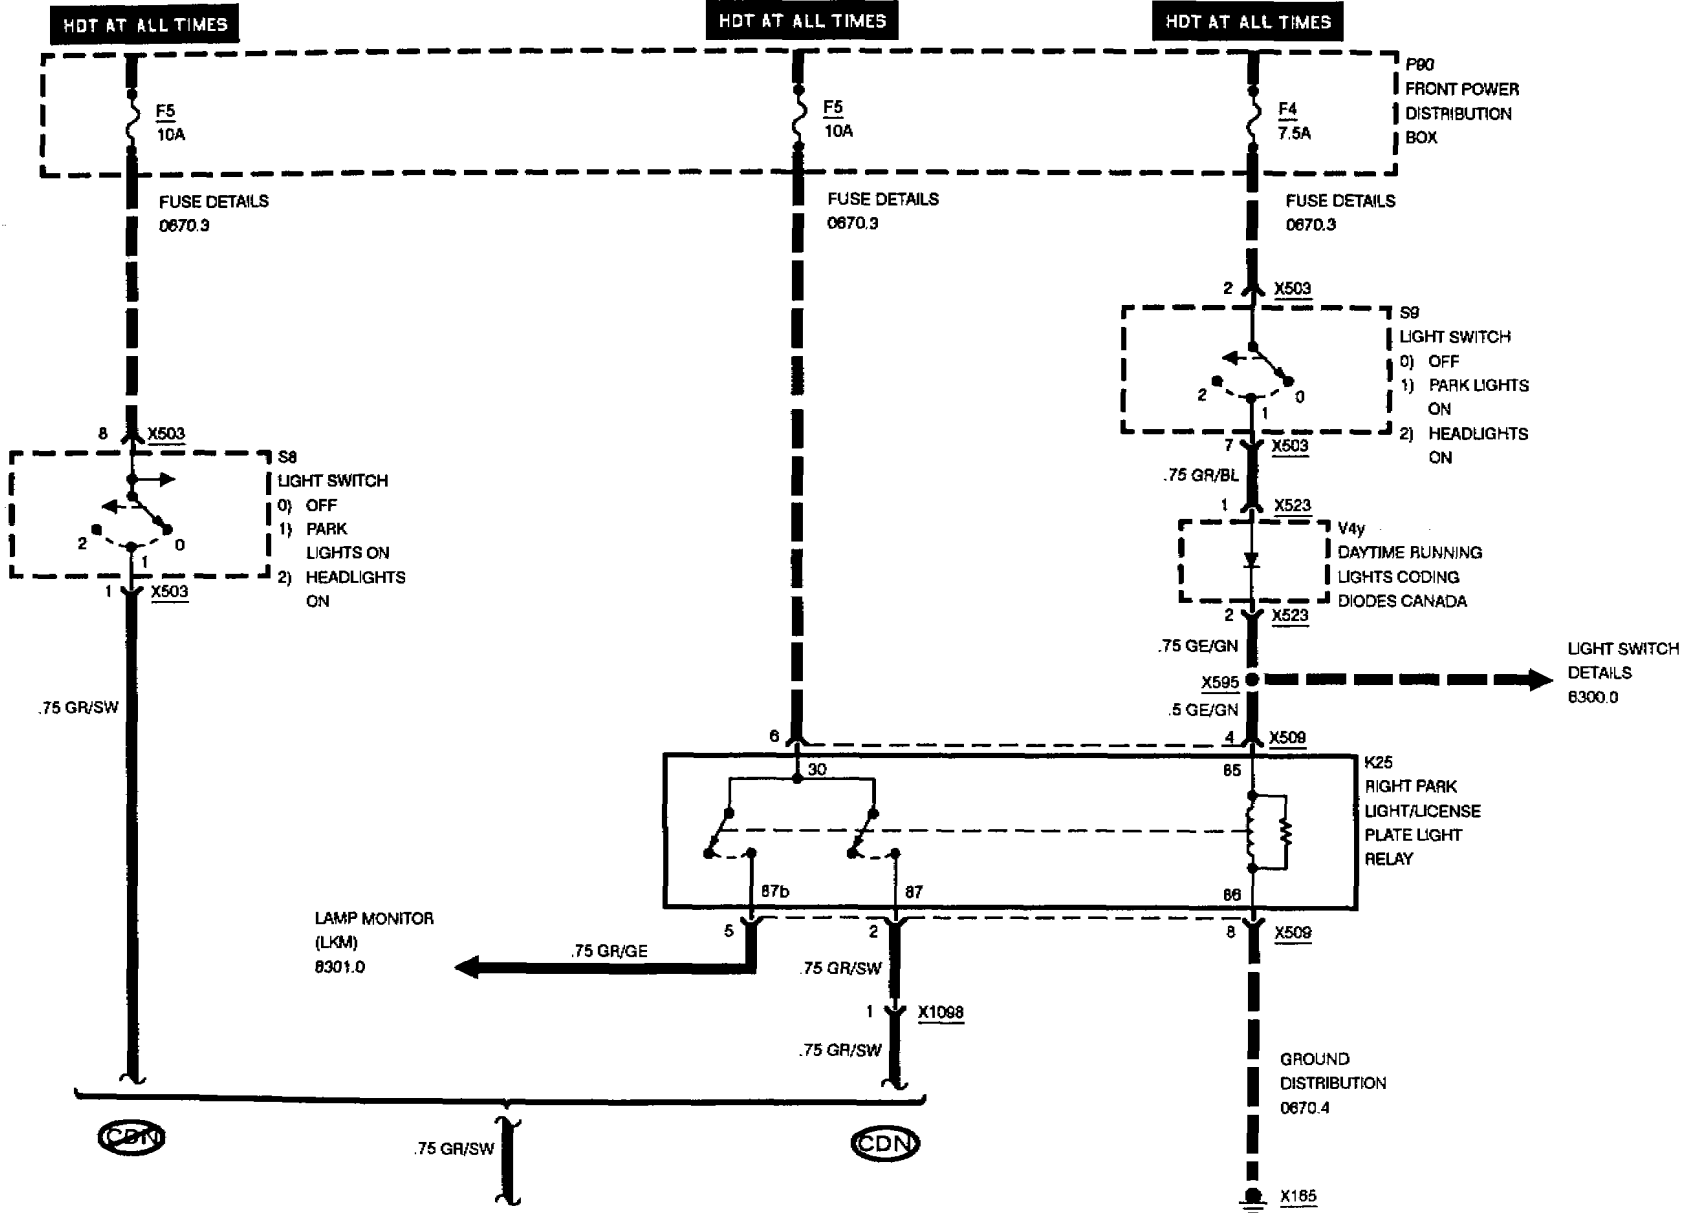 HOT AT ALL TIMES
HOT AT ALL TIMES
HOT AT ALL TIMES
F5
10A
F5
10A
F4
7.5A
P90
FRONT POWER
DISTRIBUTION
BOX
FUSE DETAILS
0670.3
FUSE DETAILS
0670.3
FUSE DETAILS
0670.3
2
X503
S9
LIGHT SWITCH
0) OFF
1) PARK LIGHTS
ON
2) HEADLIGHTS
ON
2
1
0
7
X503
.75 GR/BL
8
X503
S8
LIGHT SWITCH
0) OFF
1) PARK
LIGHTS ON
2) HEADLIGHTS
ON
2
1
0
1
X503
1
X523
V4y
DAYTIME RUNNING
LIGHTS CODING
DIODES CANADA
2
X523
.75 GE/GN
X595
LIGHT SWITCH
DETAILS
6300.0
.5 GE/GN
.75 GR/SW
6
4
X509
30
85
K25
RIGHT PARK
LIGHT/LICENSE
PLATE LIGHT
RELAY
87b
87
86
5
2
8
X509
LAMP MONITOR
(LKM)
8301.0
.75 GR/GE
.75 GR/SW
1
X1098
.75 GR/SW
GROUND
DISTRIBUTION
0670.4
CDN
.75 GR/SW
CDN
X165